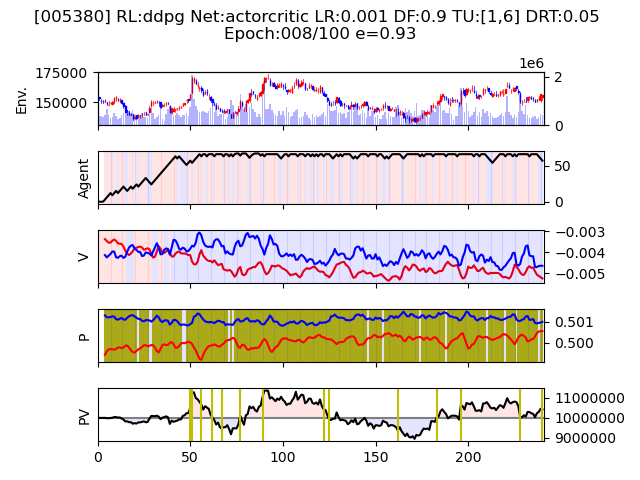 [005380] RL:ddpg Net:actorcritic LR:0.001 DF:0.9 TU:[1,6] DRT:0.05
Epoch:008/100 e=0.93
1e6
175000
150000
Env.
2
0
Agent
50
0
V
−0.003
−0.004
−0.005
P
0.501
0.500
PV
11000000
10000000
9000000
0
50
100
150
200